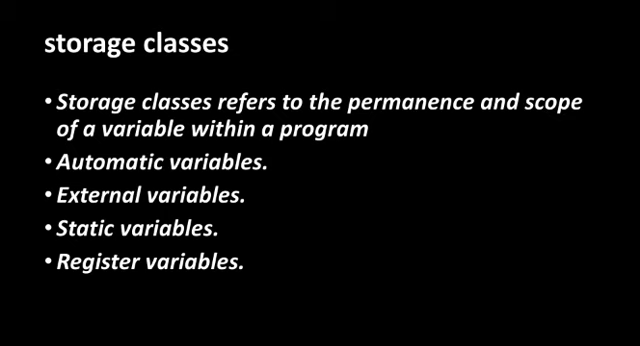 storage classes
• Storage classes refers to the permanence and scope
of a variable within a program
• Automatic variables.
• External variables.
• Static variables.
• Register variables.